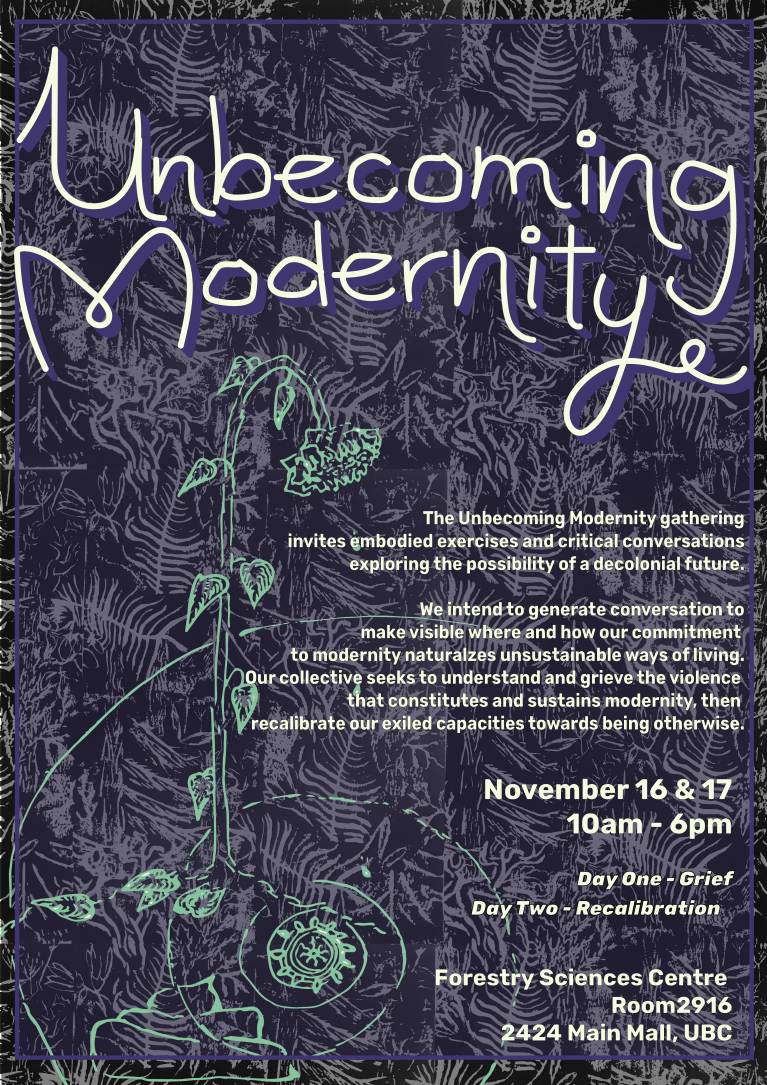 Unbecoming
Modernity
The Unbecoming Modernity gathering
invites embodied exercises and critical conversations
exploring the possibility of a decolonial future.
We intend to generate conversation to
make visible where and how our commitment
to modernity naturalzes unsustainable ways of living.
Our collective seeks to understand and grieve the violence
that constitutes and sustains modernity, then
recalibrate our exiled capacities towards being otherwise.
November 16 & 17
10am - 6pm
Day One - Grief
Day Two - Recalibration
Forestry Sciences Centre
Room2916
2424 Main Mall, UBC